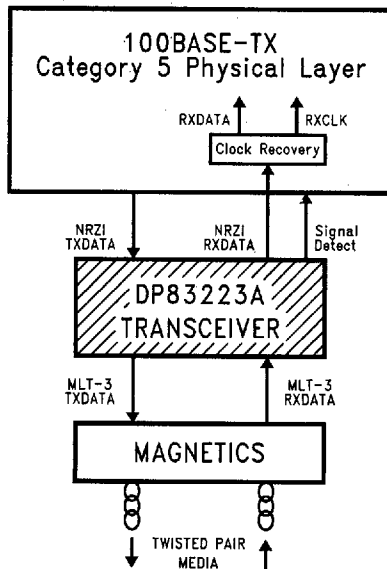 100BASE-TX
Category 5 Physical Layer
RXDATA RXCLK
Clock Recovery
NRZI
TXDATA
NRZI
RXDATA
Signal
Detect
DP83223A
TRANSCEIVER
MLT-3
TXDATA
MLT-3
RXDATA
MAGNETICS
TWISTED PAIR
MEDIA